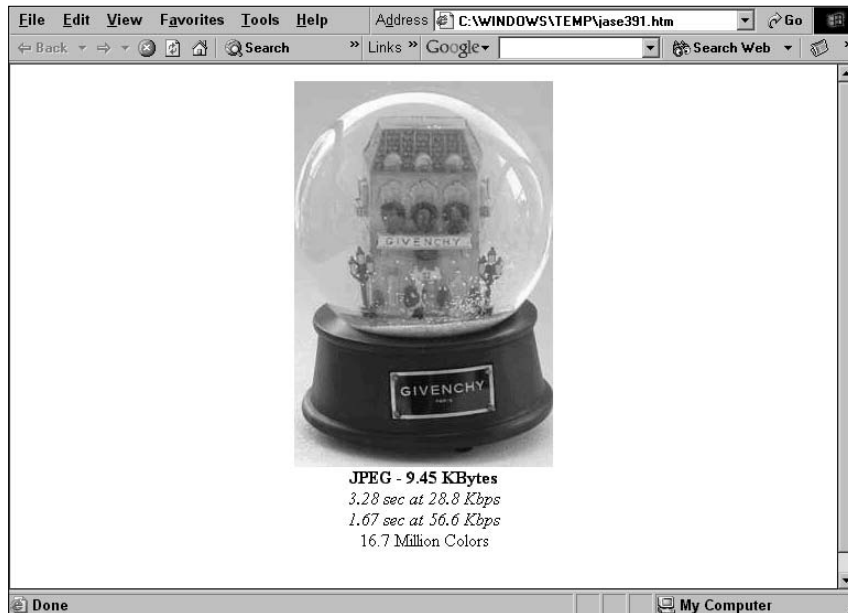 File Edit View Favorites Tools Help Address C:\WINDOWS\TEMP\jase391.htm Go
Back Search » Links » Google Search Web »
GIVENCHY
GIVENCHY
PARIS
JPEG - 9.45 KBytes
3.28 sec at 28.8 Kbps
1.67 sec at 56.6 Kbps
16.7 Million Colors
Done My Computer